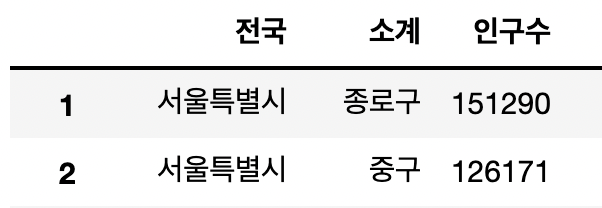 전국 소계 인구수
1 서울특별시 종로구 151290
2 서울특별시 중구 126171